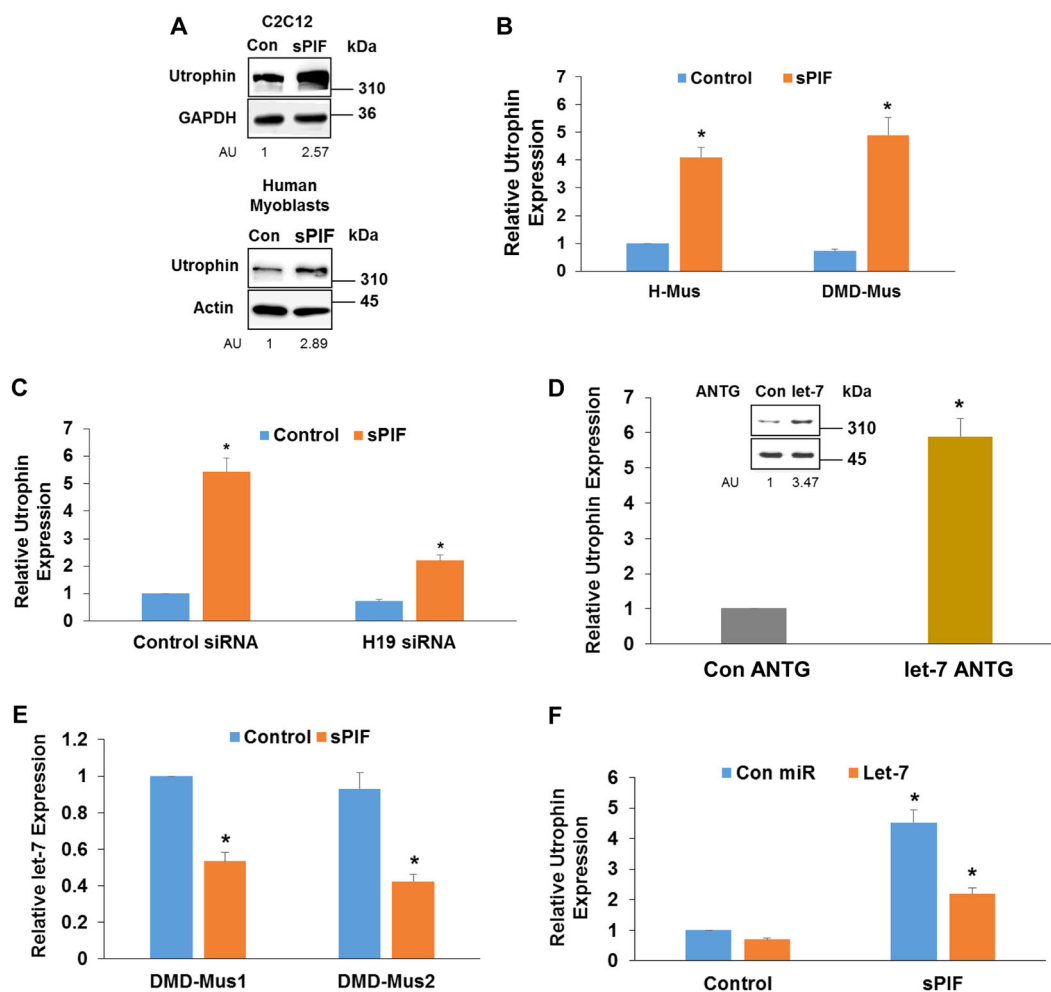 A
C2C12
Con sPIF kDa
Utrophin
310
GAPDH
36
AU 1 2.57
Human
Myoblasts
Con sPIF kDa
Utrophin
310
Actin
45
AU 1 2.89
B
Control sPIF
Relative Utrophin
Expression
7
6
5
4
3
2
1
0
* *
H-Mus DMD-Mus
C
Control sPIF
Relative Utrophin
Expression
7
6
5
4
3
2
1
0
* *
Control siRNA H19 siRNA
D
ANTG Con let-7 kDa
310
45
AU 1 3.47
Relative Utrophin Expression
7
6
5
4
3
2
1
0
*
Con ANTG let-7 ANTG
E
Control sPIF
Relative let-7 Expression
1.2
1
0.8
0.6
0.4
0.2
0
* *
DMD-Mus1 DMD-Mus2
F
Con miR Let-7
Relative Utrophin
Expression
6
5
4
3
2
1
0
* *
Control sPIF